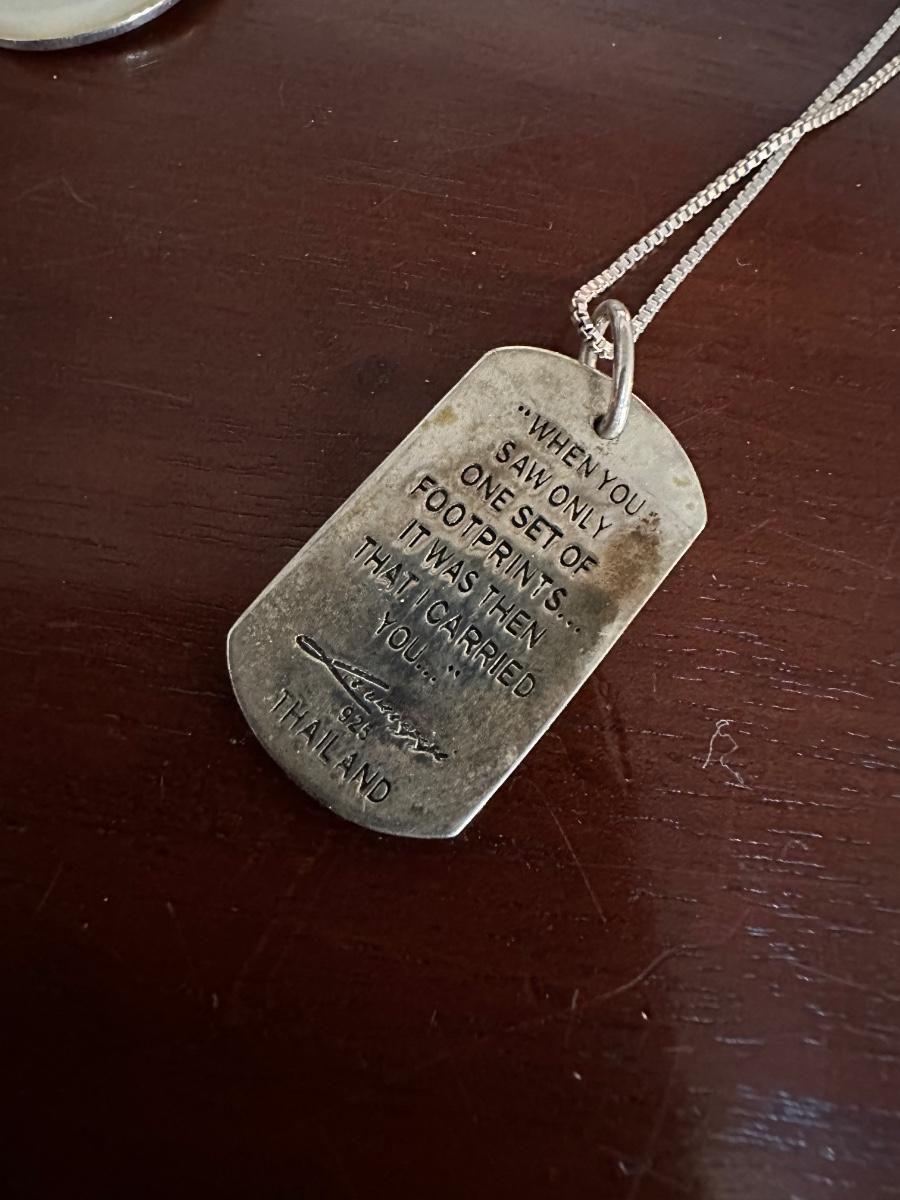 "WHEN YOU
SAW ONLY
ONE SET OF
FOOTPRINTS...
IT WAS THEN
THAT I CARRIED
YOU..."
925
THAILAND